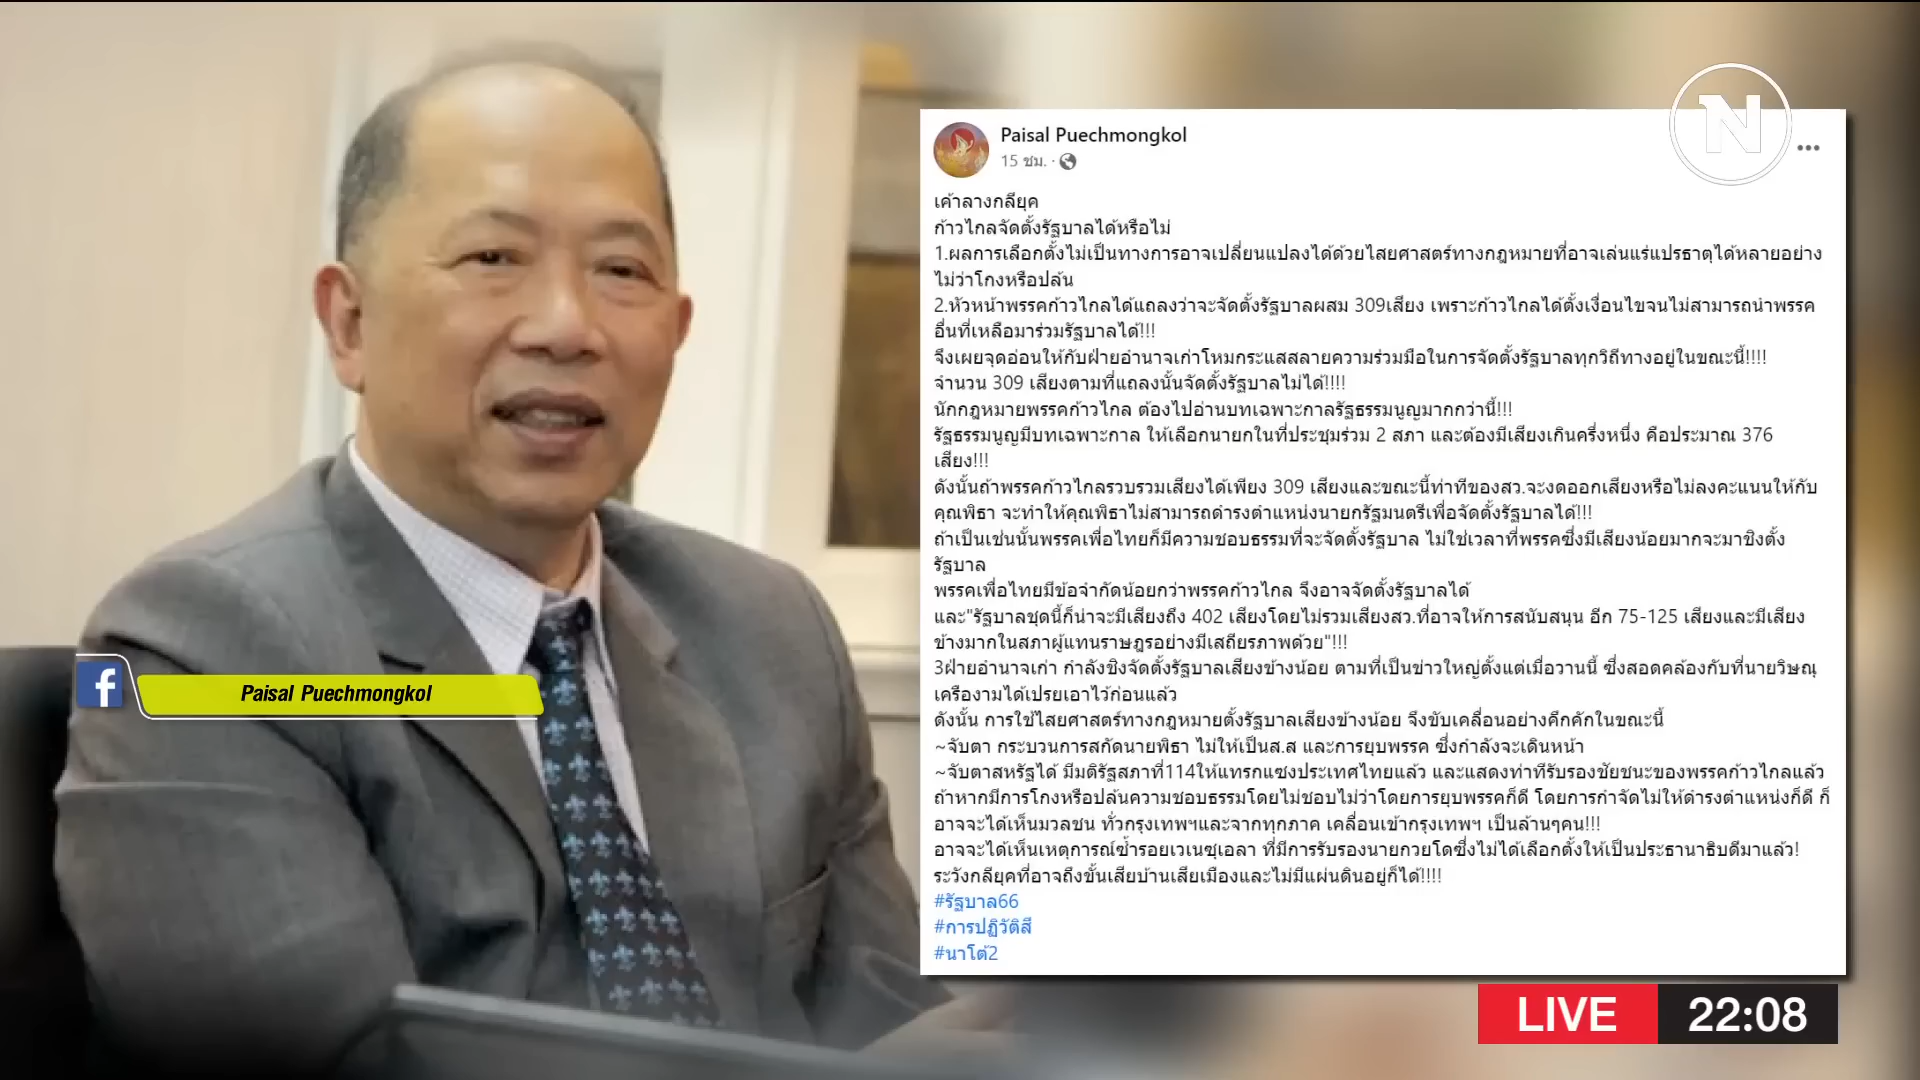 N
Paisal Puechmongkol
15 ชม. ·
เค้าลางกลียุค
ก้าวไกลจัดตั้งรัฐบาลได้หรือไม่
1.ผลการเลือกตั้งไม่เป็นทางการอาจเปลี่ยนแปลงได้ด้วยไสยศาสตร์ทางกฎหมายที่อาจเล่นแร่แปรธาตุได้หลายอย่าง
ไม่ว่าโกงหรือปล้น
2.หัวหน้าพรรคก้าวไกลได้แถลงว่าจะจัดตั้งรัฐบาลผสม 309เสียง เพราะก้าวไกลได้ตั้งเงื่อนไขจนไม่สามารถนำพรรค
อื่นที่เหลือมาร่วมรัฐบาลได้!!!
จึงเผยจุดอ่อนให้กับฝ่ายอำนาจเก่าโหมกระแสสลายความร่วมมือในการจัดตั้งรัฐบาลทุกวิถีทางอยู่ในขณะนี้!!!!
จำนวน 309 เสียงตามที่แถลงนั้นจัดตั้งรัฐบาลไม่ได้!!!!
นักกฎหมายพรรคก้าวไกล ต้องไปอ่านบทเฉพาะกาลรัฐธรรมนูญมากกว่านี้!!!
รัฐธรรมนูญมีบทเฉพาะกาล ให้เลือกนายกในที่ประชุมร่วม 2 สภา และต้องมีเสียงเกินครึ่งหนึ่ง คือประมาณ 376
เสียง!!!
ดังนั้นถ้าพรรคก้าวไกลรวบรวมเสียงได้เพียง 309 เสียงและขณะนี้ท่าทีของสว.จะงดออกเสียงหรือไม่ลงคะแนนให้กับ
คุณพิธา จะทำให้คุณพิธาไม่สามารถดำรงตำแหน่งนายกรัฐมนตรีเพื่อจัดตั้งรัฐบาลได้!!!
ถ้าเป็นเช่นนั้นพรรคเพื่อไทยก็มีความชอบธรรมที่จะจัดตั้งรัฐบาล ไม่ใช่เวลาที่พรรคซึ่งมีเสียงน้อยมากจะมาชิงตั้ง
รัฐบาล
พรรคเพื่อไทยมีข้อจำกัดน้อยกว่าพรรคก้าวไกล จึงอาจจัดตั้งรัฐบาลได้
และ"รัฐบาลชุดนี้ก็น่าจะมีเสียงถึง 402 เสียงโดยไม่รวมเสียงสว.ที่อาจให้การสนับสนุน อีก 75-125 เสียงและมีเสียง
ข้างมากในสภาผู้แทนราษฎรอย่างมีเสถียรภาพด้วย"!!!
3ฝ่ายอำนาจเก่า กำลังชิงจัดตั้งรัฐบาลเสียงข้างน้อย ตามที่เป็นข่าวใหญ่ตั้งแต่เมื่อวานนี้ ซึ่งสอดคล้องกับที่นายวิษณุ
เครืองามได้เปรยเอาไว้ก่อนแล้ว
ดังนั้น การใช้ไสยศาสตร์ทางกฎหมายตั้งรัฐบาลเสียงข้างน้อย จึงขับเคลื่อนอย่างคึกคักในขณะนี้
~จับตา กระบวนการสกัดนายพิธา ไม่ให้เป็นส.ส และการยุบพรรค ซึ่งกำลังจะเดินหน้า
~จับตาสหรัฐได้ มีมติรัฐสภาที่114ให้แทรกแซงประเทศไทยแล้ว และแสดงท่าทีรับรองชัยชนะของพรรคก้าวไกลแล้ว
ถ้าหากมีการโกงหรือปล้นความชอบธรรมโดยไม่ชอบไม่ว่าโดยการยุบพรรคก็ดี โดยการกำจัดไม่ให้ดำรงตำแหน่งก็ดี ก็
อาจจะได้เห็นมวลชน ทั่วกรุงเทพฯและจากทุกภาค เคลื่อนเข้ากรุงเทพฯ เป็นล้านๆคน!!!
อาจจะได้เห็นเหตุการณ์ซ้ำรอยเวเนซุเอลา ที่มีการรับรองนายกวยโดซึ่งไม่ได้เลือกตั้งให้เป็นประธานาธิบดีมาแล้ว!
ระวังกลียุคที่อาจถึงขั้นเสียบ้านเสียเมืองและไม่มีแผ่นดินอยู่ก็ได้!!!!
#รัฐบาล66
#การปฏิวัติสี
#นาโต้2
Paisal Puechmongkol
LIVE 22:08